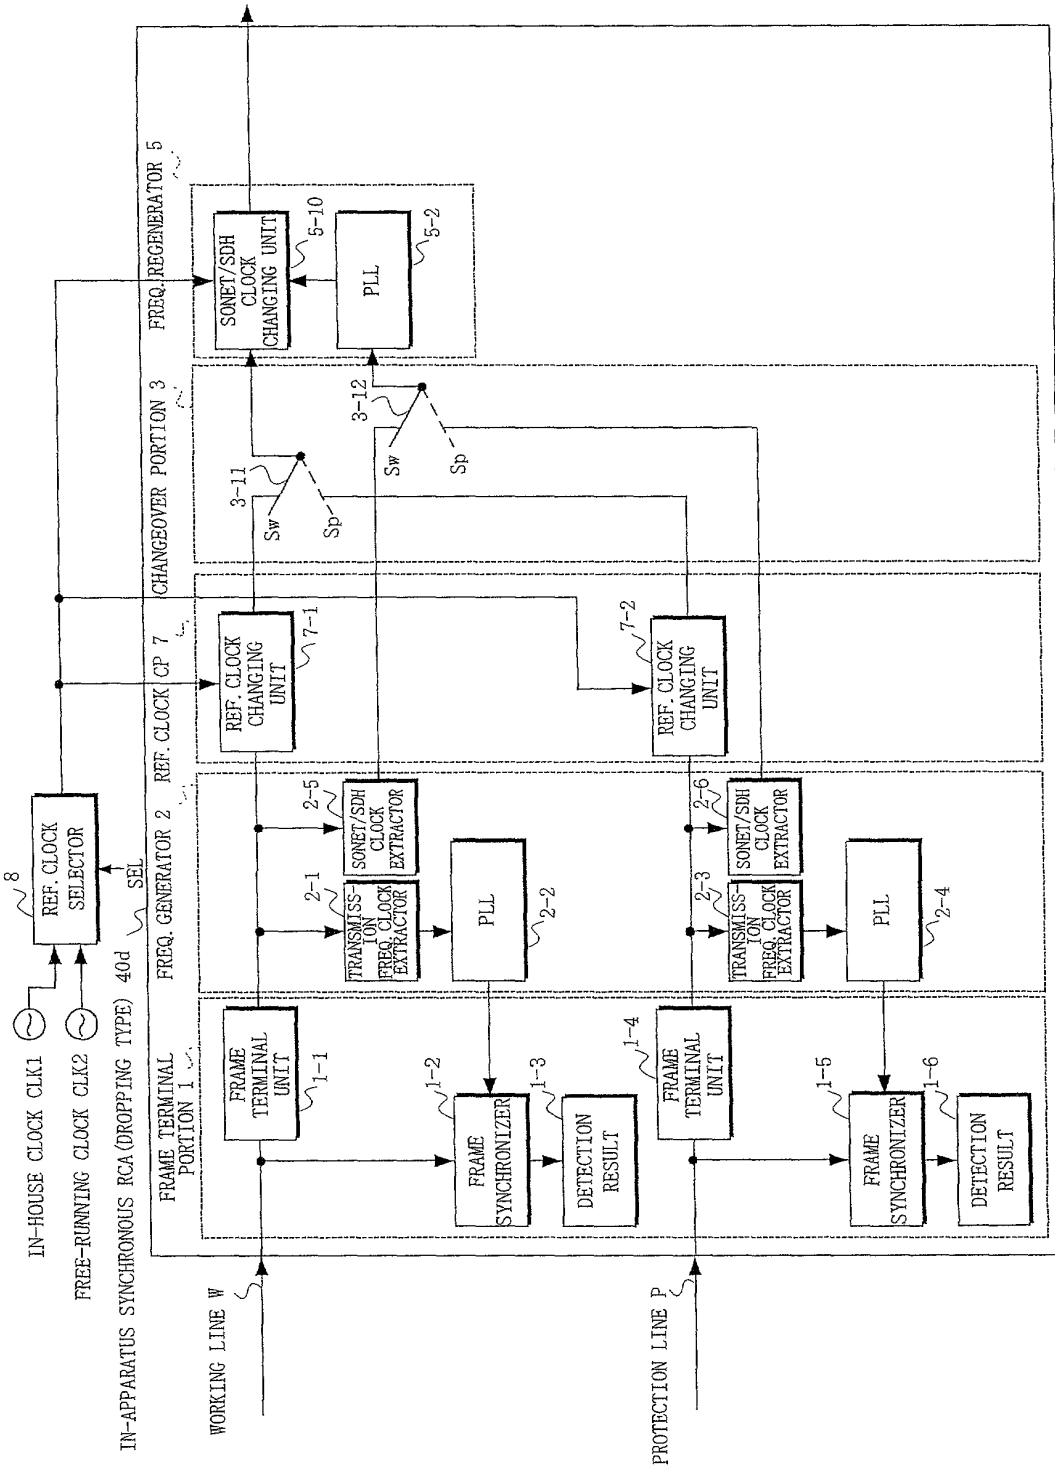 IN-HOUSE CLOCK CLK1
FREE-RUNNING CLOCK CLK2
8
REF. CLOCK
SELECTOR
SEL
IN-APPARATUS SYNCHRONOUS RCA(DROPPING TYPE) 40d
FRAME TERMINAL
PORTION 1
FREQ. GENERATOR 2
REF. CLOCK CP 7
CHANGEOVER PORTION 3
FREQ. REGENERATOR 5
WORKING LINE W
FRAME
TERMINAL
UNIT
1-1
1-2
FRAME
SYNCHRONIZER
1-3
DETECTION
RESULT
2-1
TRANSMISS-
ION
FREQ. CLOCK
EXTRACTOR
2-5
SONET/SDH
CLOCK
EXTRACTOR
PLL
2-2
REF. CLOCK
CHANGING
UNIT
7-1
3-11
Sw
Sp
3-12
Sw
Sp
SONET/SDH
CLOCK
CHANGING UNIT
5-10
PLL
5-2
PROTECTION LINE P
1-4
FRAME
TERMINAL
UNIT
1-5
FRAME
SYNCHRONIZER
1-6
DETECTION
RESULT
2-3
TRANSMISS-
ION
FREQ. CLOCK
EXTRACTOR
2-6
SONET/SDH
CLOCK
EXTRACTOR
PLL
2-4
7-2
REF. CLOCK
CHANGING
UNIT